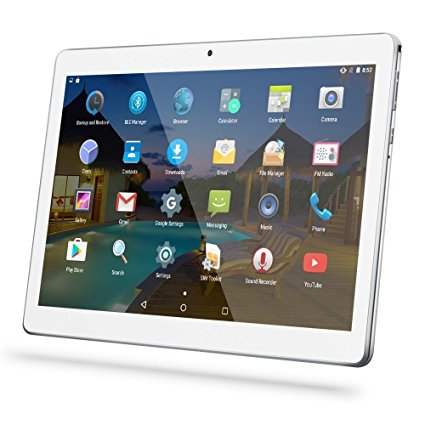 8:52
Backup and Restore
BLE Manager
Browser
Calculator
Calendar
Camera
Clock
Contacts
Downloads
Email
File Manager
FM Radio
Gallery
Gmail
Google Settings
Messaging
Music
Phone
Play Store
Search
Settings
SIM Toolkit
Sound Recorder
YouTube